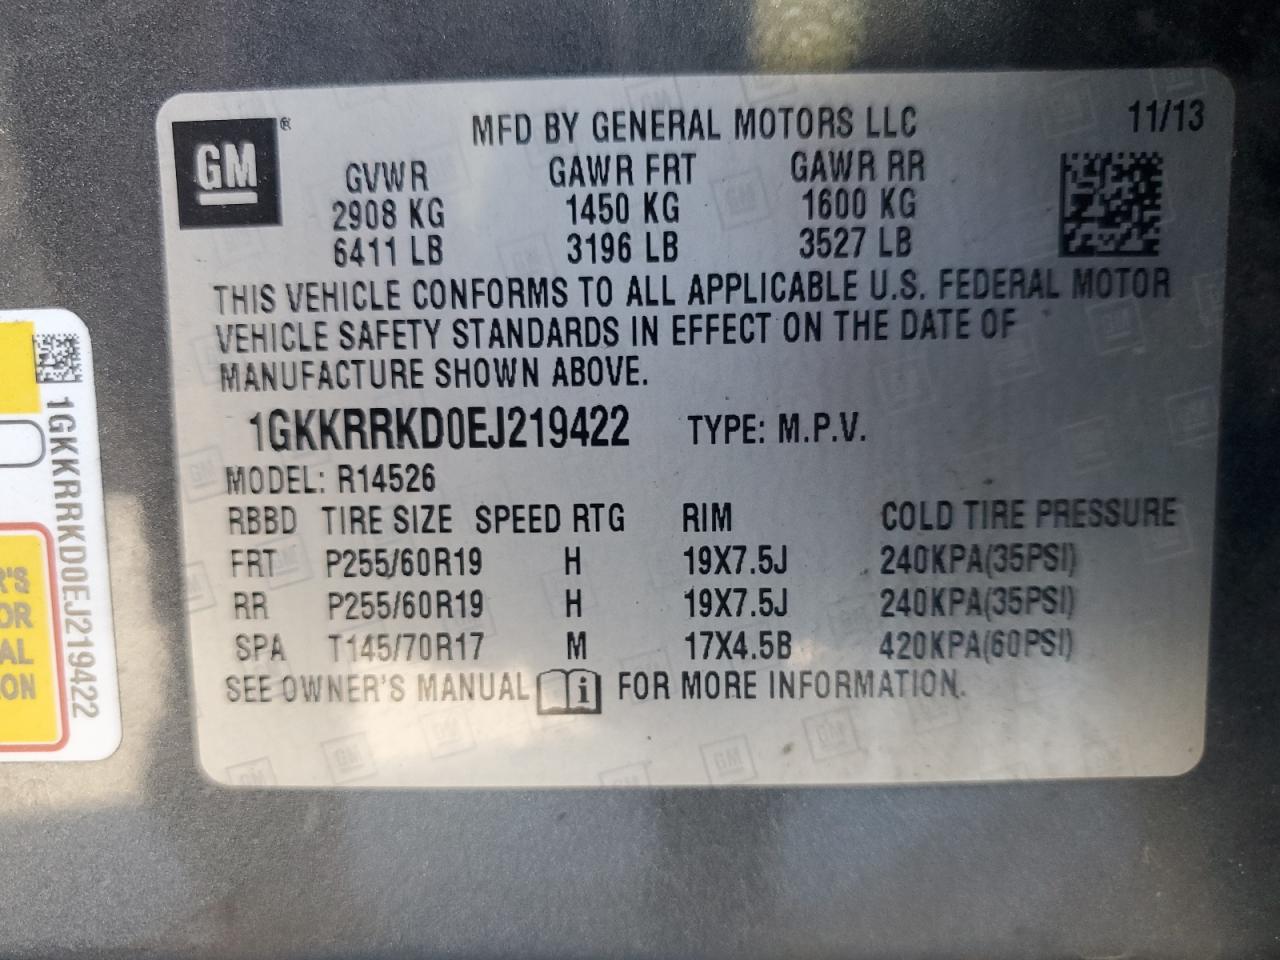 GM ®
MFD BY GENERAL MOTORS LLC 11/13
GVWR GAWR FRT GAWR RR
2908 KG 1450 KG 1600 KG
6411 LB 3196 LB 3527 LB
THIS VEHICLE CONFORMS TO ALL APPLICABLE U.S. FEDERAL MOTOR
VEHICLE SAFETY STANDARDS IN EFFECT ON THE DATE OF
MANUFACTURE SHOWN ABOVE.
1GKKRRKD0EJ219422 TYPE: M.P.V.
MODEL: R14526
RBBD TIRE SIZE SPEED RTG RIM COLD TIRE PRESSURE
FRT P255/60R19 H 19X7.5J 240KPA(35PSI)
RR P255/60R19 H 19X7.5J 240KPA(35PSI)
SPA T145/70R17 M 17X4.5B 420KPA(60PSI)
SEE OWNER'S MANUAL i FOR MORE INFORMATION.
1GKKRRKD0EJ219422
R'S
OR
AL
ON